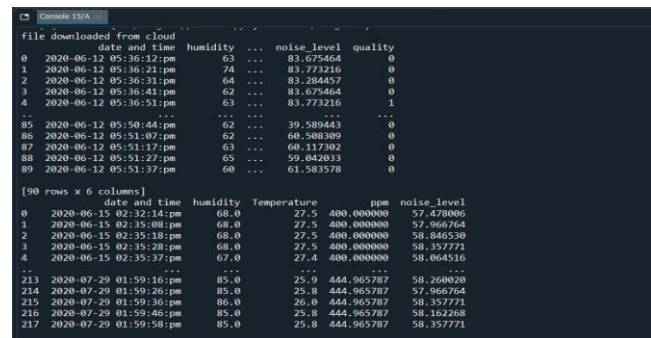 Console 15/A
file downloaded from cloud
date and time humidity ... noise_level quality
0 2020-06-12 05:36:12:pm 63 ... 83.675464 0
1 2020-06-12 05:36:21:pm 74 ... 83.773216 0
2 2020-06-12 05:36:31:pm 64 ... 83.284457 0
3 2020-06-12 05:36:41:pm 62 ... 83.675464 0
4 2020-06-12 05:36:51:pm 63 ... 83.773216 1
.. ... ... ... ... ...
85 2020-06-12 05:50:44:pm 62 ... 39.589443 0
86 2020-06-12 05:51:07:pm 62 ... 60.508309 0
87 2020-06-12 05:51:17:pm 63 ... 60.117302 0
88 2020-06-12 05:51:27:pm 65 ... 59.042033 0
89 2020-06-12 05:51:37:pm 60 ... 61.583578 0
[90 rows x 6 columns]
date and time humidity Temperature ppm noise_level
0 2020-06-15 02:32:14:pm 68.0 27.5 400.000000 57.478006
1 2020-06-15 02:35:08:pm 68.0 27.5 400.000000 57.966764
2 2020-06-15 02:35:18:pm 68.0 27.5 400.000000 58.846530
3 2020-06-15 02:35:28:pm 68.0 27.5 400.000000 58.357771
4 2020-06-15 02:35:37:pm 67.0 27.4 400.000000 58.064516
.. ... ... ... ... ...
213 2020-07-29 01:59:16:pm 85.0 25.9 444.965787 58.260020
214 2020-07-29 01:59:26:pm 85.0 25.8 444.965787 57.966764
215 2020-07-29 01:59:36:pm 86.0 26.0 444.965787 58.357771
216 2020-07-29 01:59:46:pm 85.0 25.8 444.965787 58.162268
217 2020-07-29 01:59:58:pm 85.0 25.8 444.965787 58.357771